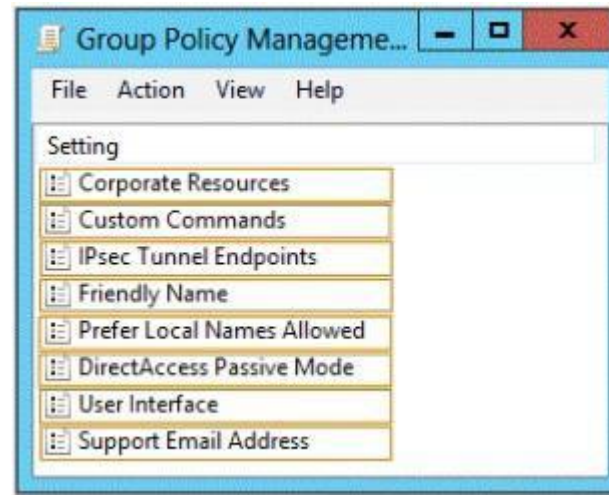 Group Policy Manageme...
File Action View Help
Setting
Corporate Resources
Custom Commands
IPsec Tunnel Endpoints
Friendly Name
Prefer Local Names Allowed
DirectAccess Passive Mode
User Interface
Support Email Address